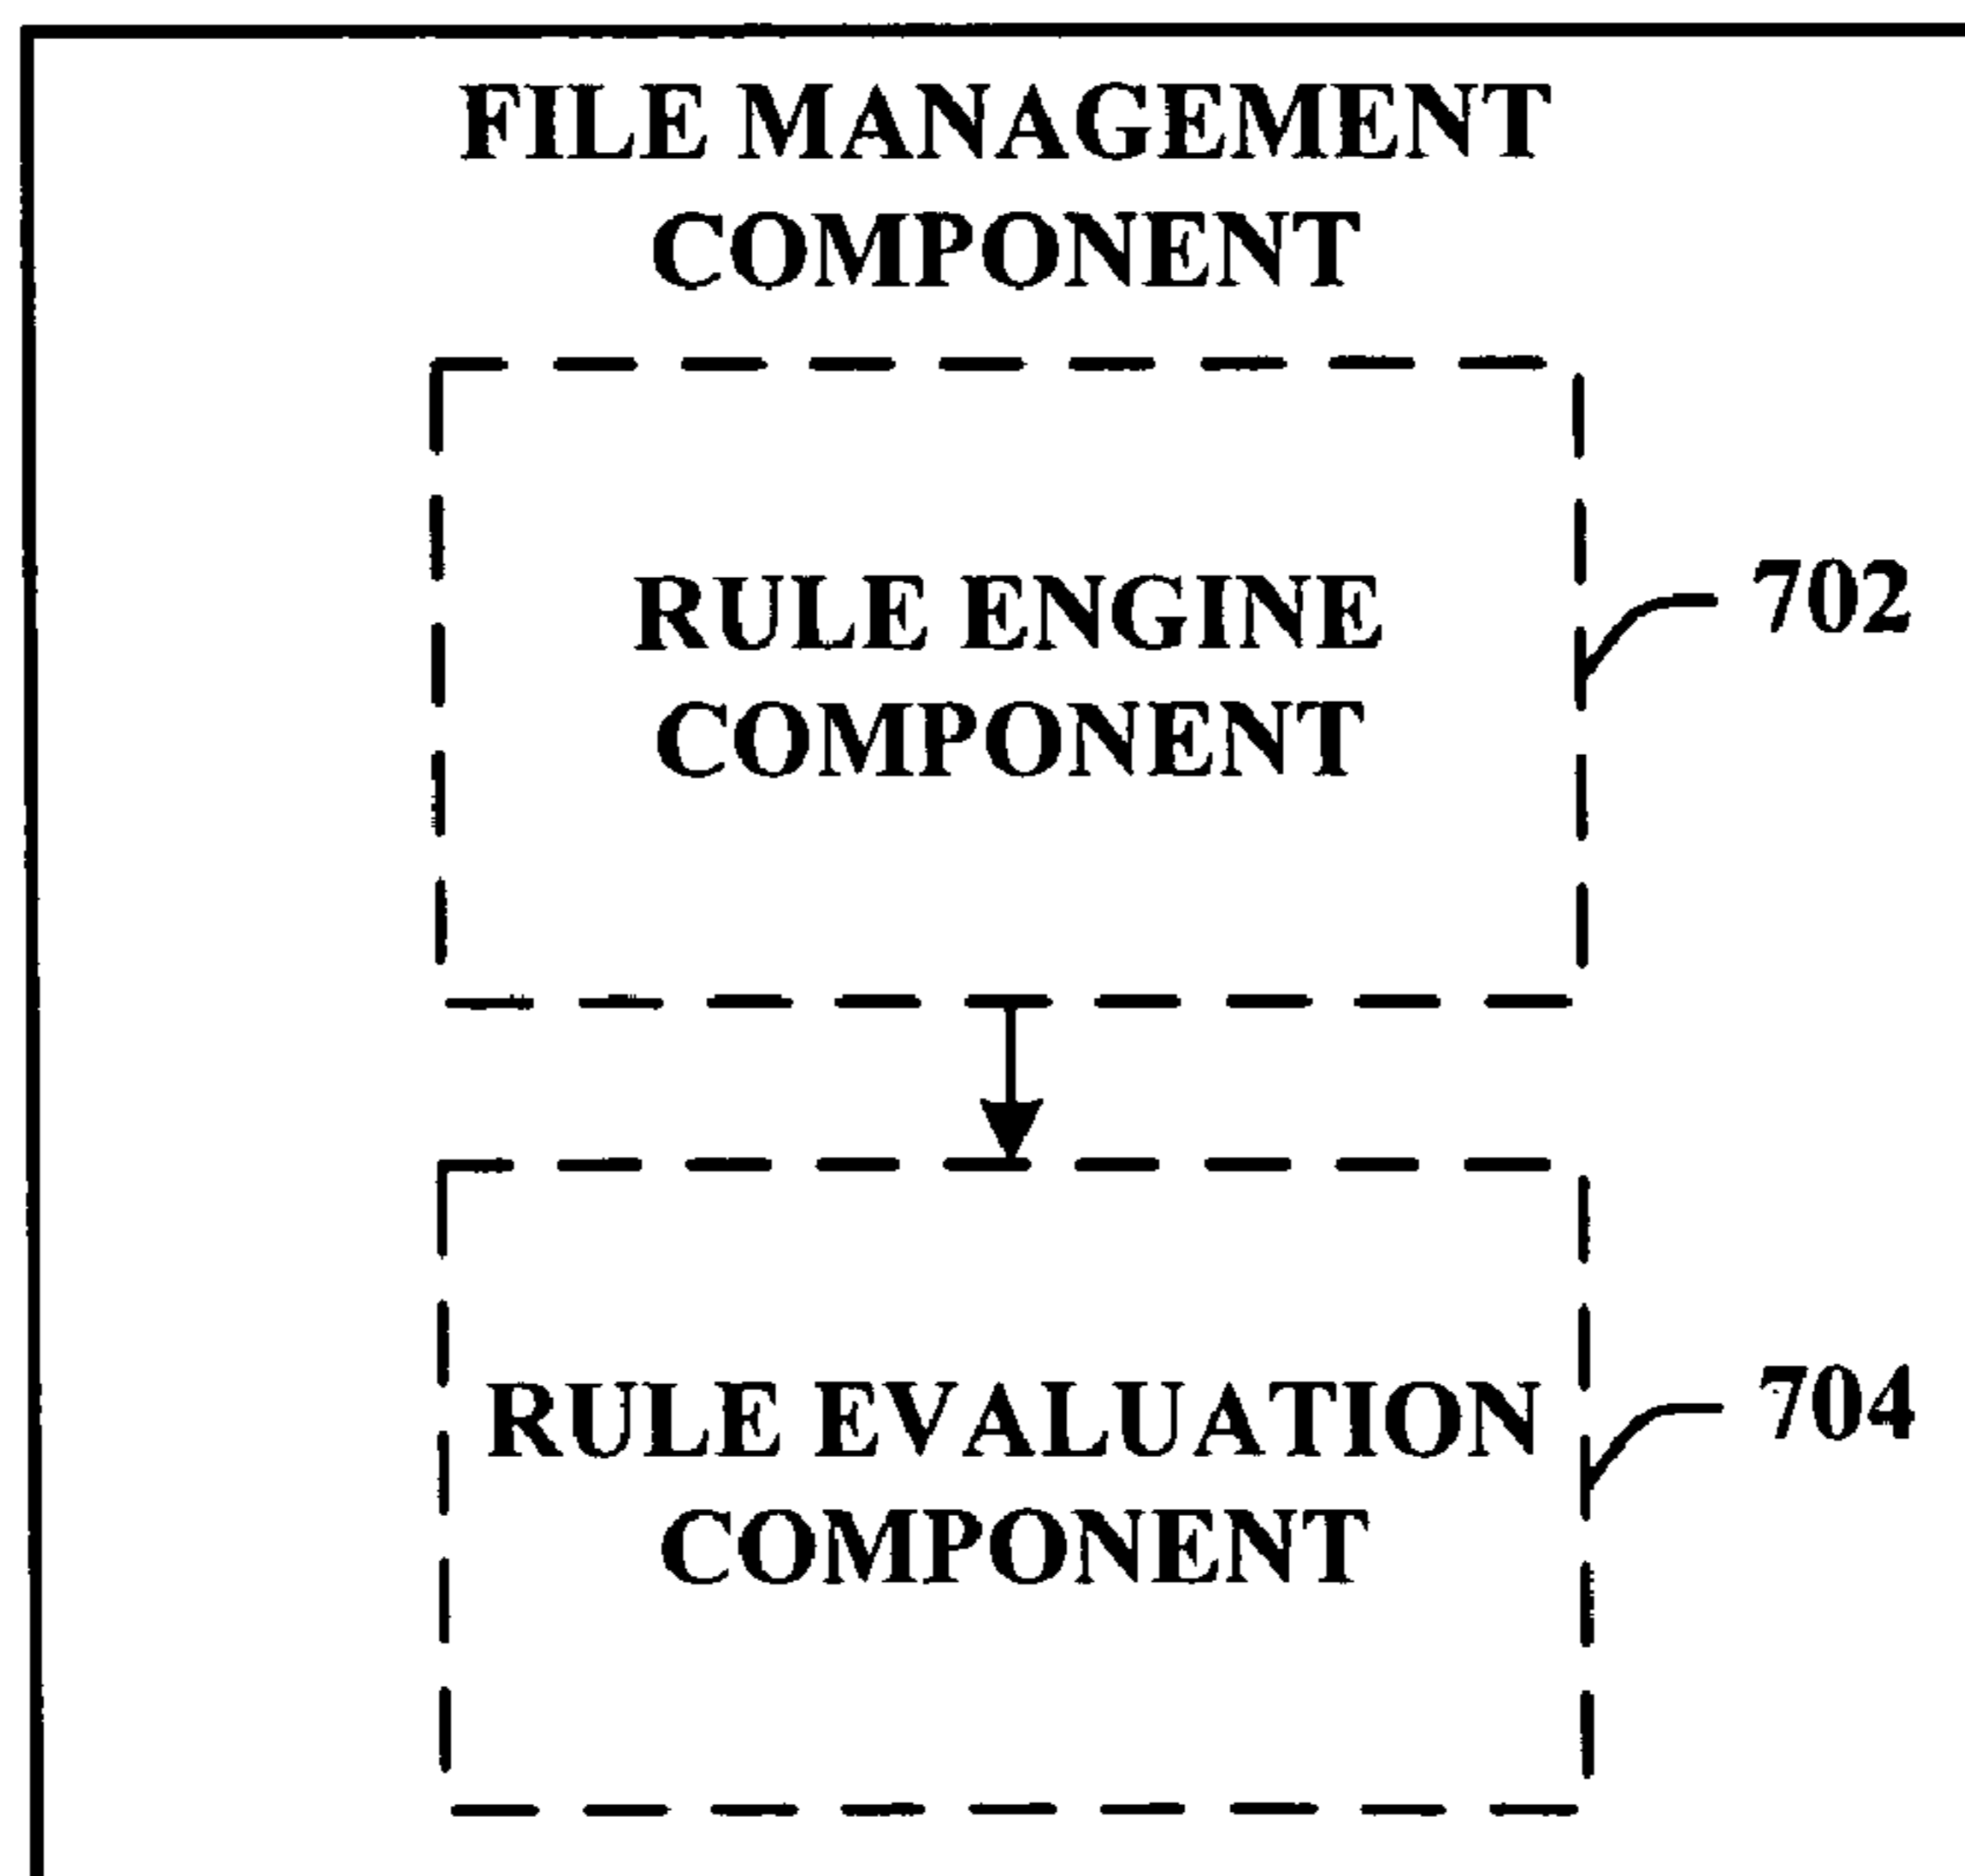 FILE MANAGEMENT
COMPONENT
RULE ENGINE
COMPONENT
702
RULE EVALUATION
COMPONENT
704